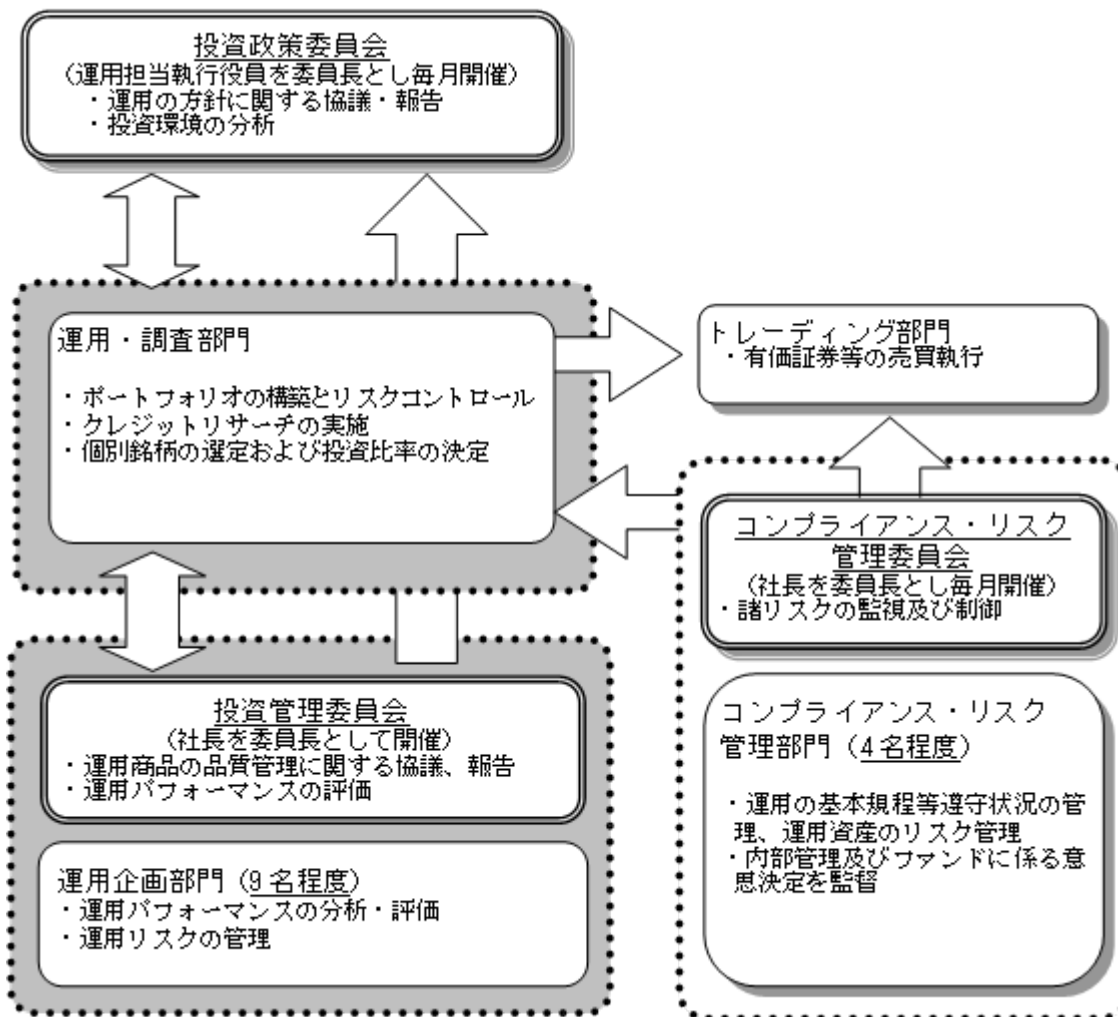 投資政策委員会
（運用担当執行役員を委員長とし毎月開催）
・運用の方針に関する協議・報告
・投資環境の分析
運用・調査部門
・ポートフォリオの構築とリスクコントロール
・クレジットリサーチの実施
・個別銘柄の選定および投資比率の決定
トレーディング部門
・有価証券等の売買執行
コンプライアンス・リスク
管理委員会
（社長を委員長とし毎月開催）
・諸リスクの監視及び制御
投資管理委員会
（社長を委員長として開催）
・運用商品の品質管理に関する協議、報告
・運用パフォーマンスの評価
運用企画部門（9名程度）
・運用パフォーマンスの分析・評価
・運用リスクの管理
コンプライアンス・リスク
管理部門（4名程度）
・運用の基本規程等遵守状況の管
理、運用資産のリスク管理
・内部管理及びファンドに係る意
思決定を監督